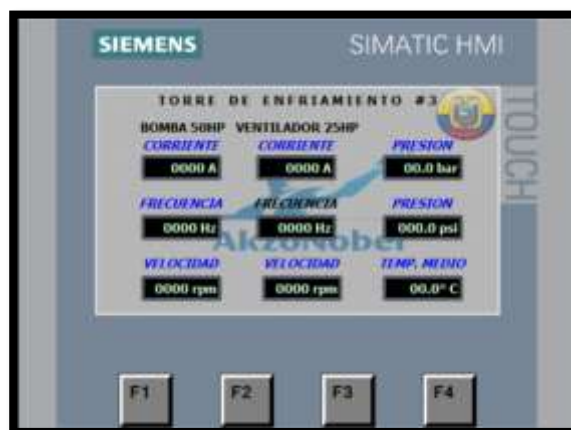 SIEMENS SIMATIC HMI
TOUCH
TORRE DE ENFRIAMIENTO #3
BOMBA 50HP VENTILADOR 25HP
CORRIENTE CORRIENTE PRESION
0000 A 0000 A 00.0 bar
FRECUENCIA FRECUENCIA PRESION
0000 Hz 0000 Hz 000.0 psi
AkzoNobel
VELOCIDAD VELOCIDAD TEMP. MEDIO
0000 rpm 0000 rpm 00.0° C
F1 F2 F3 F4